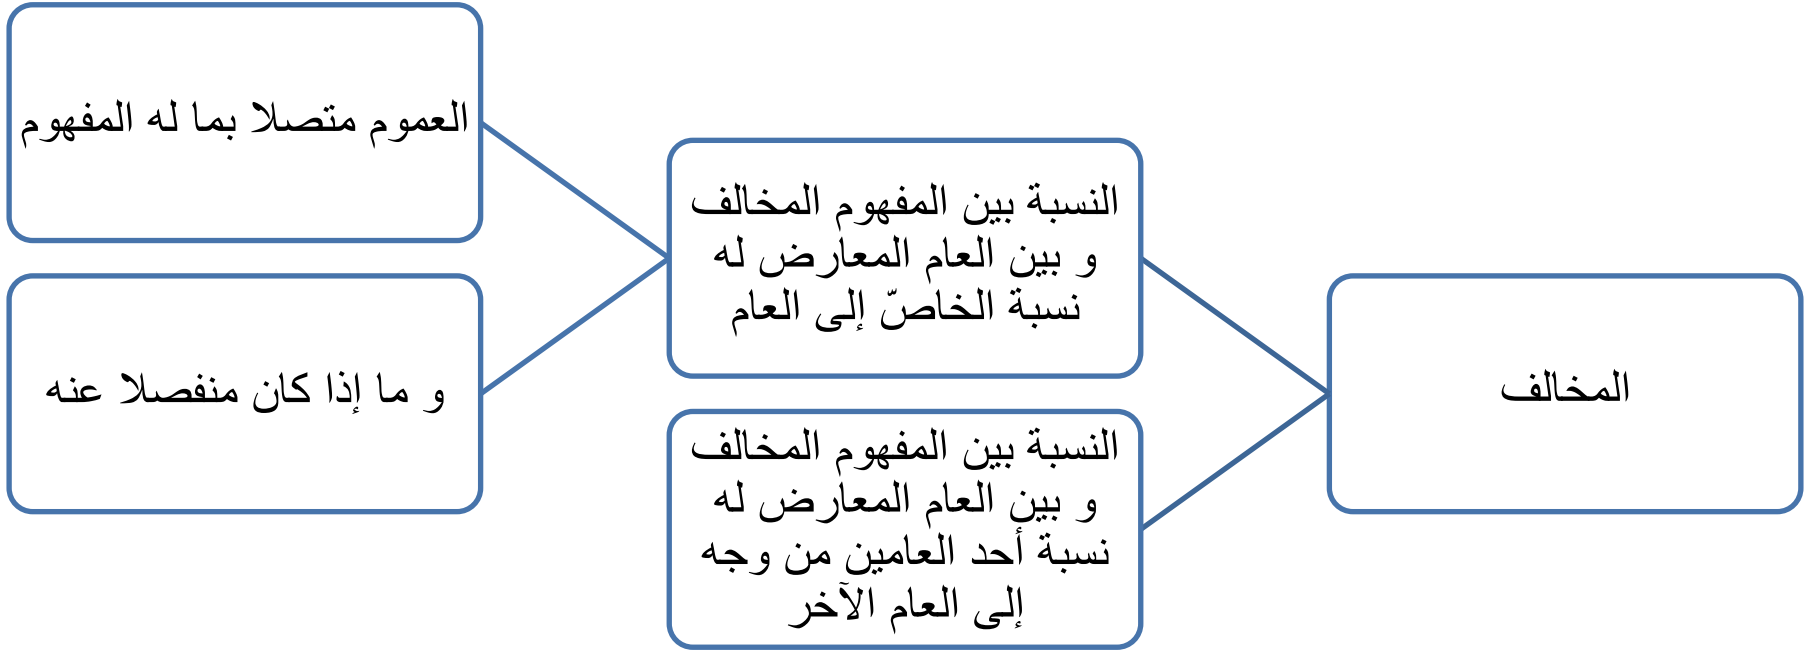 المخالف
النسبة بين المفهوم المخالف
و بين العام المعارض له
نسبة الخاصّ إلى العام
العموم متصلا بما له المفهوم
و ما إذا كان منفصلا عنه
النسبة بين المفهوم المخالف
و بين العام المعارض له
نسبة أحد العامين من وجه
إلى العام الآخر